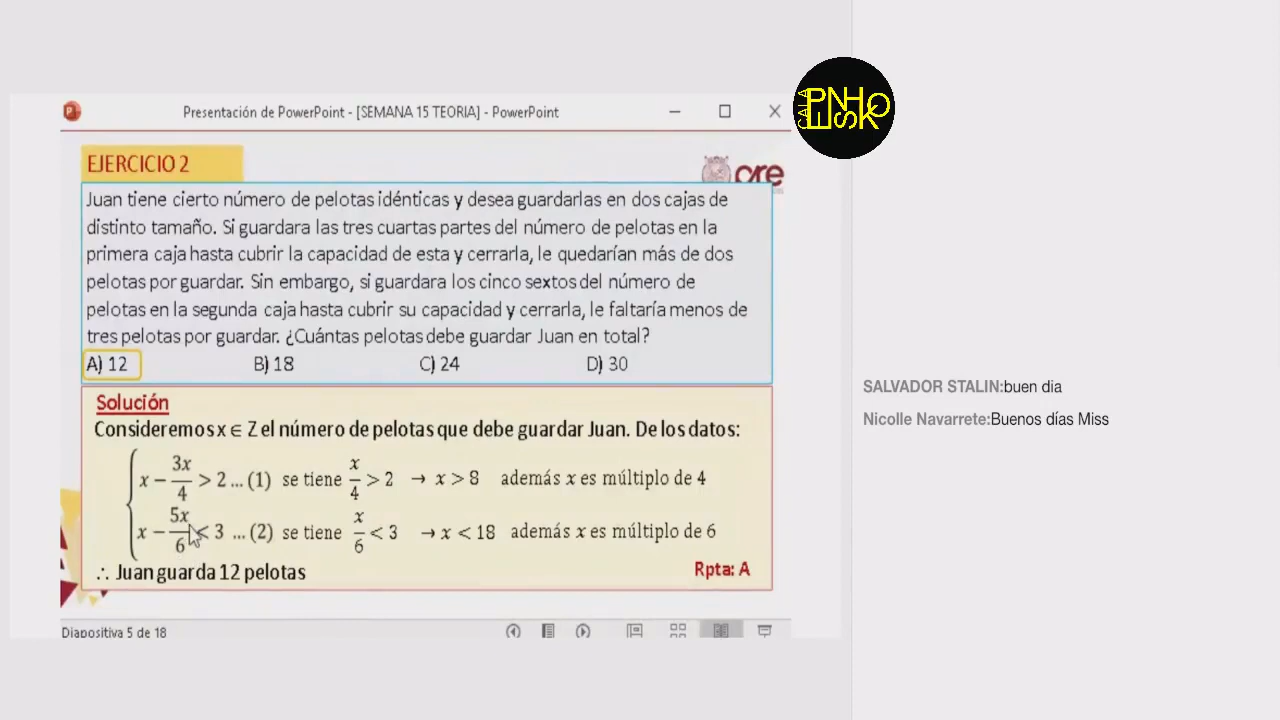 Presentación de PowerPoint - [SEMANA 15 TEORIA] - PowerPoint
EJERCICIO 2
cre
Juan tiene cierto número de pelotas idénticas y desea guardarlas en dos cajas de
distinto tamaño. Si guardara las tres cuartas partes del número de pelotas en la
primera caja hasta cubrir la capacidad de esta y cerrarla, le quedarían más de dos
pelotas por guardar. Sin embargo, si guardara los cinco sextos del número de
pelotas en la segunda caja hasta cubrir su capacidad y cerrarla, le faltaría menos de
tres pelotas por guardar. ¿Cuántas pelotas debe guardar Juan en total?
A) 12 B) 18 C) 24 D) 30
Solución
Consideremos x ∈ Z el número de pelotas que debe guardar Juan. De los datos:
x − 3x/4 > 2 ... (1) se tiene x/4 > 2 → x > 8 además x es múltiplo de 4
x − 5x/6 < 3 ... (2) se tiene x/6 < 3 → x < 18 además x es múltiplo de 6
∴ Juan guarda 12 pelotas Rpta: A
Diapositiva 5 de 18
SALVADOR STALIN:buen dia
Nicolle Navarrete:Buenos días Miss